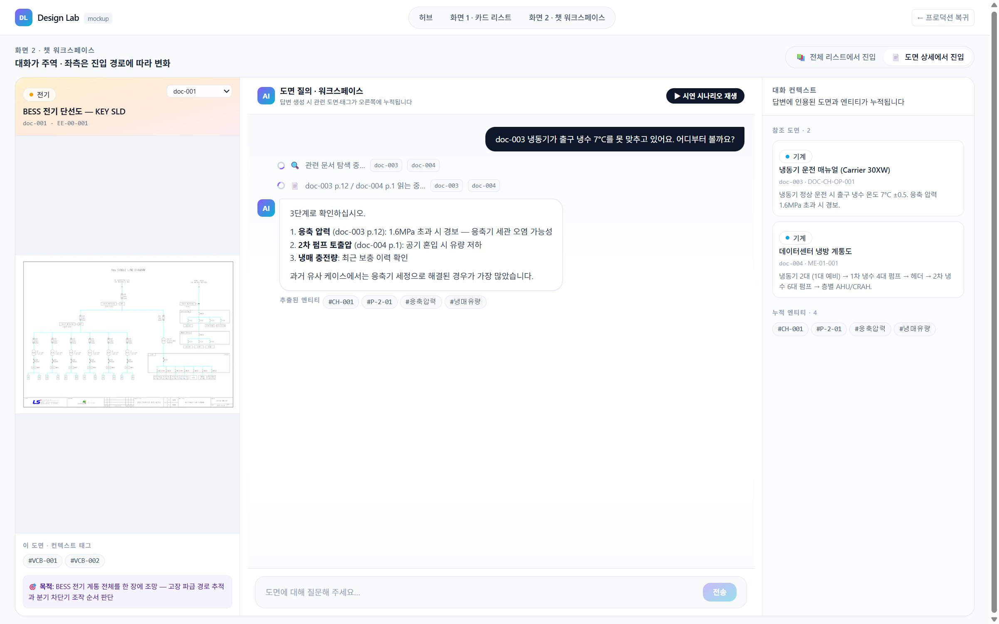 DL Design Lab mockup
허브 화면 1 · 카드 리스트 화면 2 · 챗 워크스페이스
← 프로덕션 복귀
화면 2 · 챗 워크스페이스
대화가 주역 · 좌측은 진입 경로에 따라 변화
전체 리스트에서 진입 도면 상세에서 진입
전기 doc-001
BESS 전기 단선도 — KEY SLD
doc-001 · EE-00-001
Key SINGLE LINE DIAGRAM
LS ELECTRIC
KEY SINGLE LINE DIAGRAM
이 도면 · 컨텍스트 태그
#VCB-001 #VCB-002
목적: BESS 전기 계통 전체를 한 장에 조망 — 고장 파급 경로 추적
과 분기 차단기 조작 순서 판단
AI 도면 질의 · 워크스페이스
답변 생성 시 관련 도면·태그가 오른쪽에 누적됩니다
▶ 시연 시나리오 재생
doc-003 냉동기가 출구 냉수 7°C를 못 맞추고 있어요. 어디부터 볼까요?
관련 문서 탐색 중... doc-003 doc-004
doc-003 p.12 / doc-004 p.1 읽는 중... doc-003 doc-004
AI
3단계로 확인하십시오.
1. 응축 압력 (doc-003 p.12): 1.6MPa 초과 시 경보 — 응축기 세관 오염 가능성
2. 2차 펌프 토출압 (doc-004 p.1): 공기 혼입 시 유량 저하
3. 냉매 충전량: 최근 보충 이력 확인
과거 유사 케이스에서는 응축기 세정으로 해결된 경우가 가장 많았습니다.
추출된 엔티티 #CH-001 #P-2-01 #응축압력 #냉매유량
도면에 대해 질문해 주세요...
전송
대화 컨텍스트
답변에 인용된 도면과 엔티티가 누적됩니다
참조 도면 · 2
기계
냉동기 운전 매뉴얼 (Carrier 30XW)
doc-003 · DOC-CH-OP-001
냉동기 정상 운전 시 출구 냉수 온도 7°C ±0.5. 응축 압력
1.6MPa 초과 시 경보.
기계
데이터센터 냉방 계통도
doc-004 · ME-01-001
냉동기 2대 (1대 예비) → 1차 냉수 4대 펌프 → 헤더 → 2차 냉
수 6대 펌프 → 층별 AHU/CRAH.
누적 엔티티 · 4
#CH-001 #P-2-01 #응축압력 #냉매유량